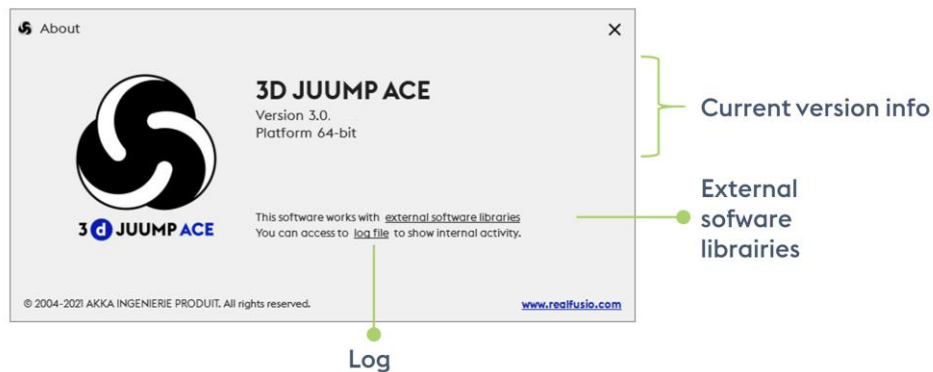 About
3D JUUMP ACE
Version 3.0.
Platform 64-bit
Current version info
3 d JUUMP ACE
This software works with external software libraries
You can access to log file to show internal activity.
External
sofware
librairies
© 2004-2021 AKKA INGENIERIE PRODUIT. All rights reserved.
www.realfusio.com
Log